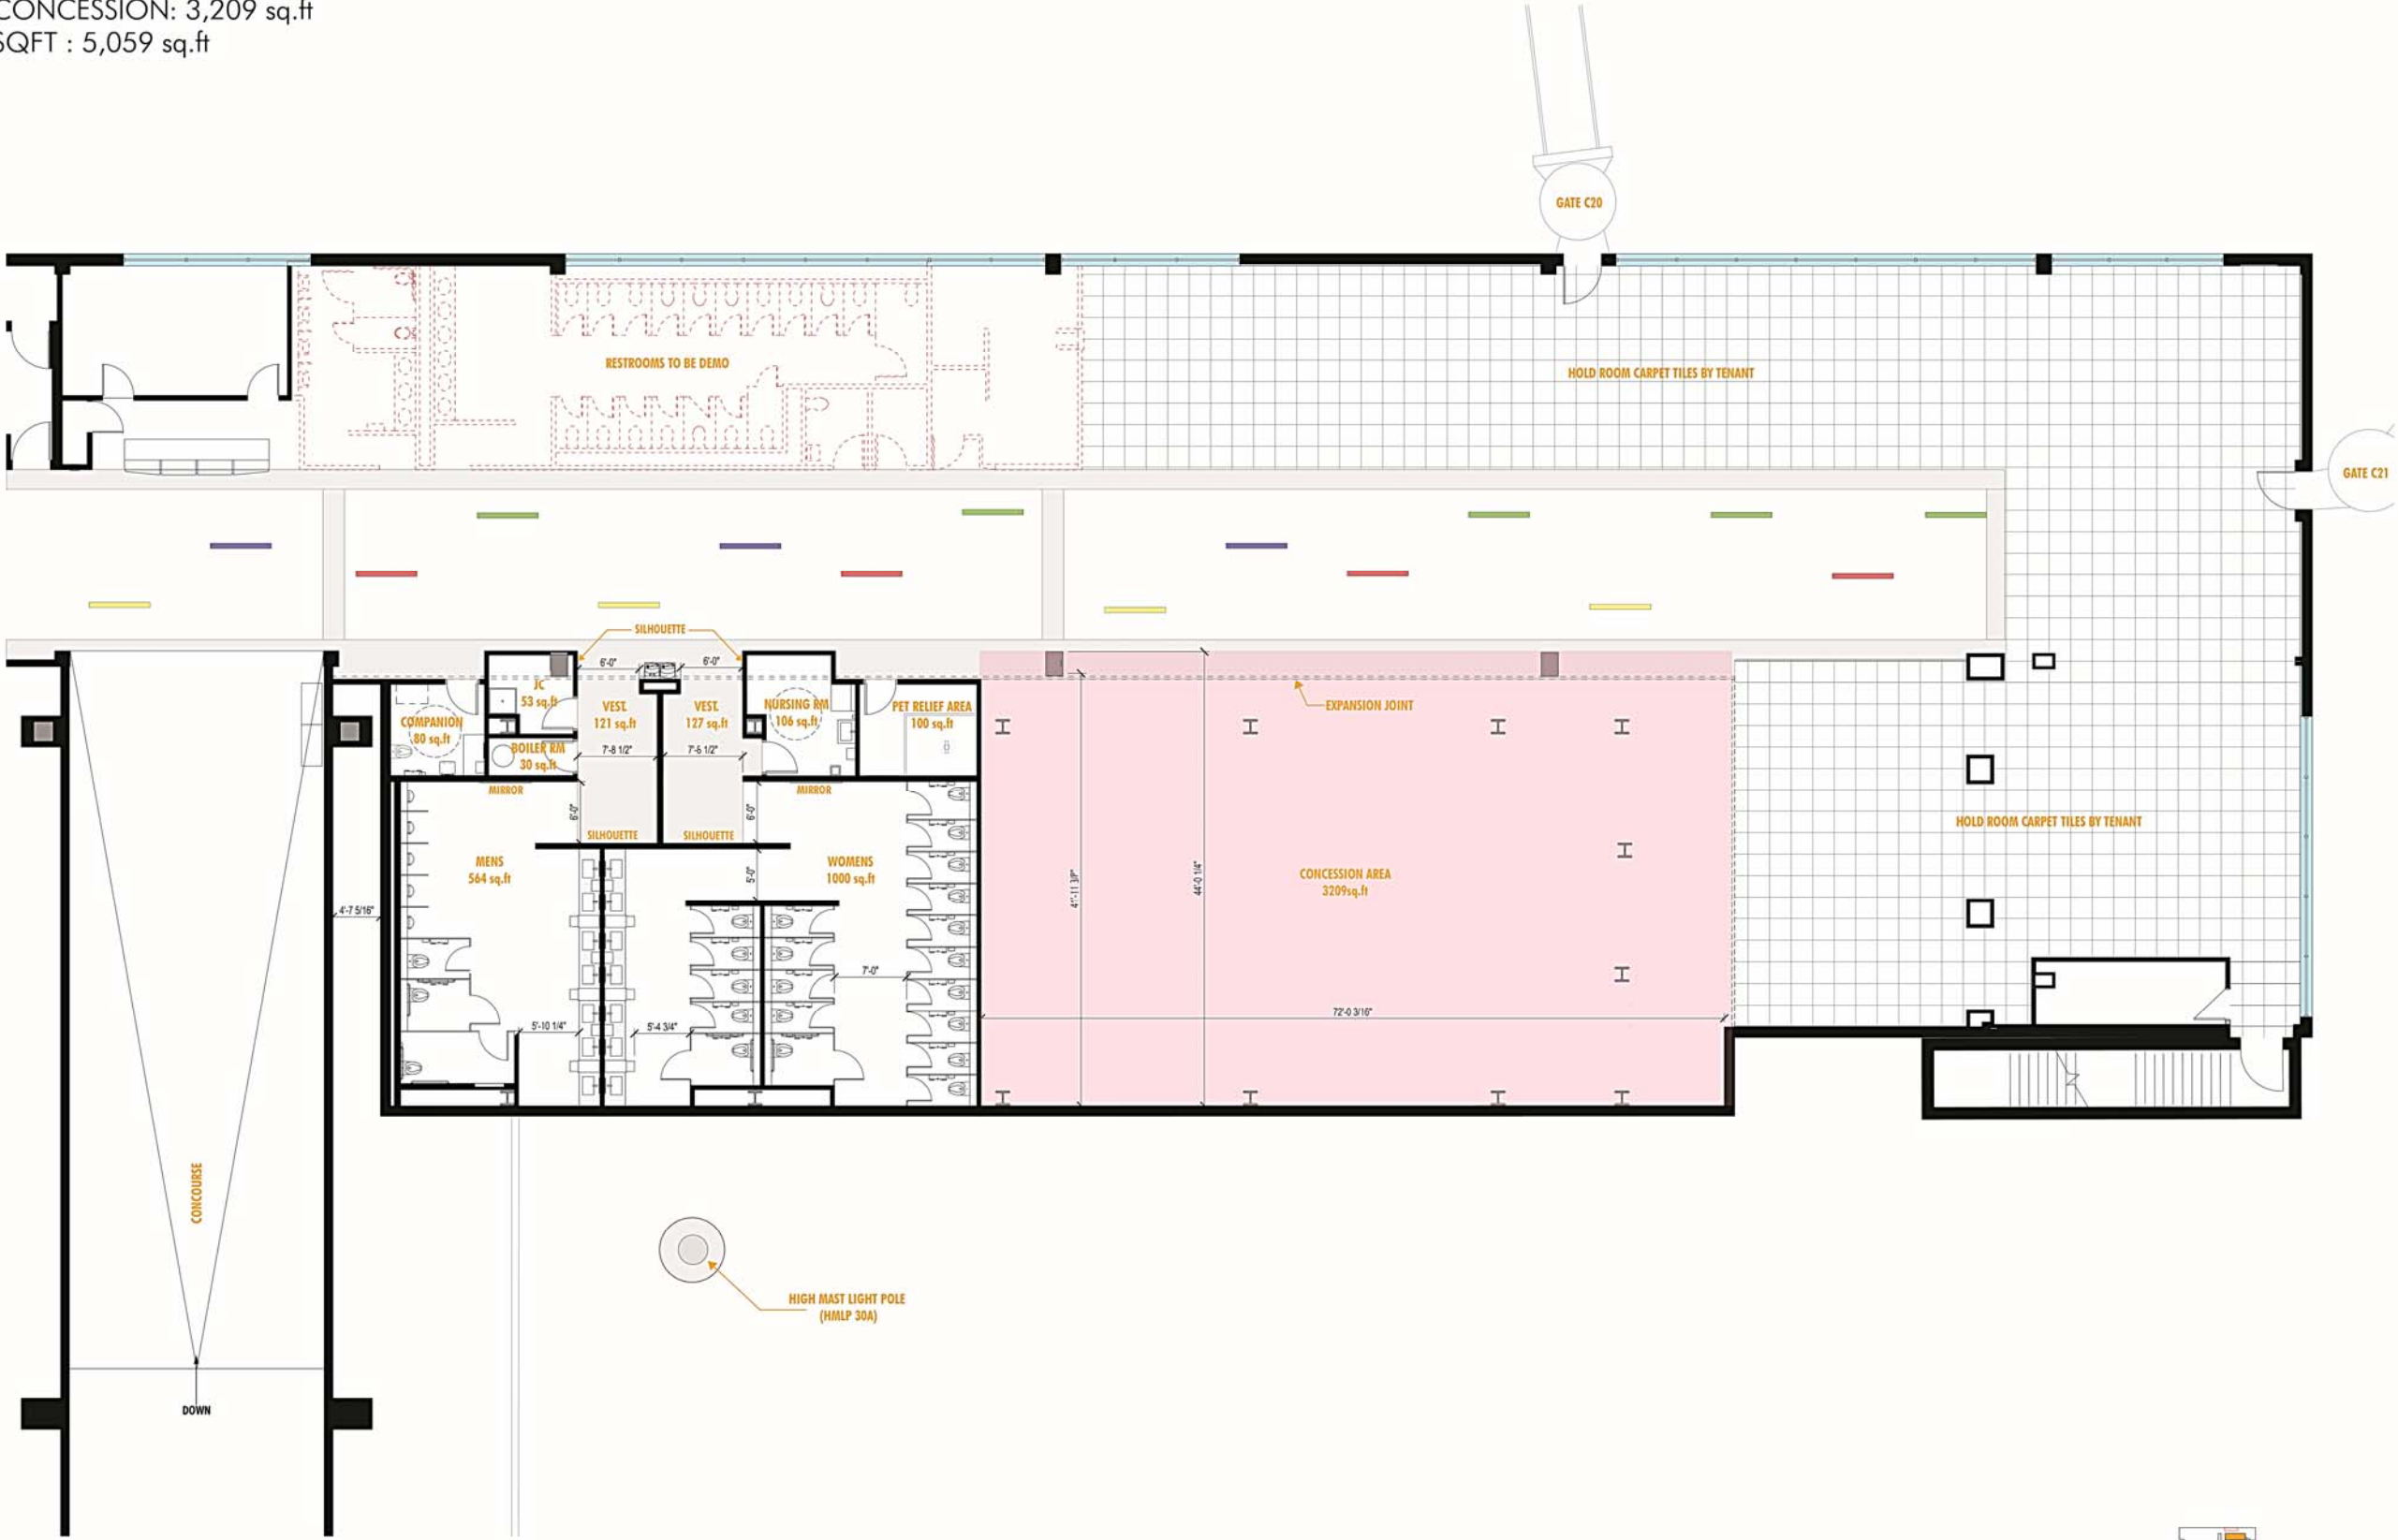 CONCESSION: 3,209 sq.ft
SQFT : 5,059 sq.ft
GATE C20
RESTROOMS TO BE DEMO
HOLD ROOM CARPET TILES BY TENANT
GATE C21
SILHOUETTE
6'-0"
6'-0"
JC
53 sq.ft
VEST.
121 sq.ft
VEST.
127 sq.ft
NURSING RM
106 sq.ft
PET RELIEF AREA
100 sq.ft
EXPANSION JOINT
COMPANION
80 sq.ft
BOILER RM
30 sq.ft
7'-8 1/2"
MIRROR
MIRROR
6'-0"
6'-0"
SILHOUETTE
SILHOUETTE
HOLD ROOM CARPET TILES BY TENANT
MENS
564 sq.ft
WOMENS
1000 sq.ft
5'-0"
44'-0 1/4"
CONCESSION AREA
3209sq.ft
4'-7 5/16"
7'-0"
5'-10 1/4"
5'-4 3/4"
72'-0 3/16"
CONCOURSE
HIGH MAST LIGHT POLE
(HMLP 30A)
DOWN